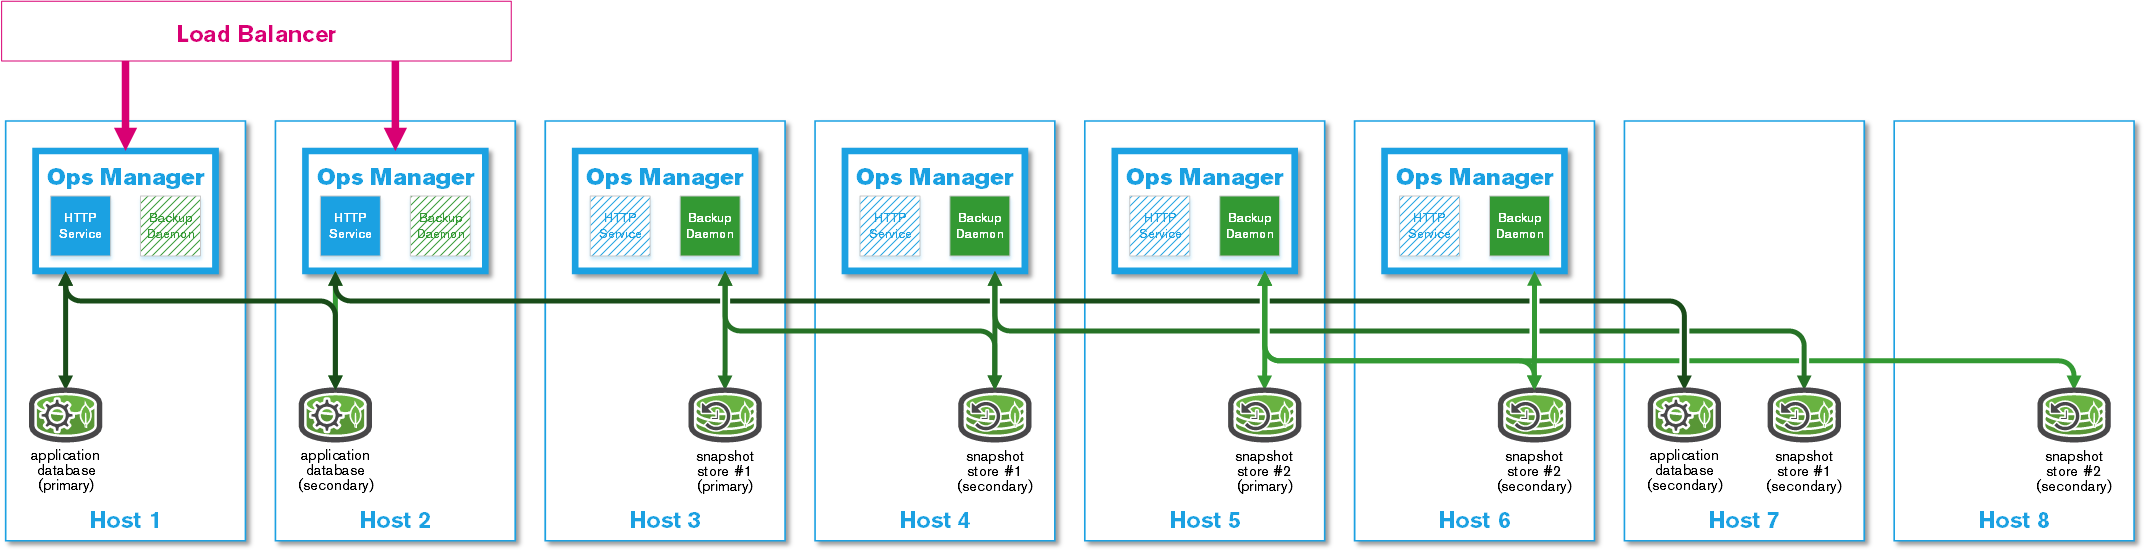 Load Balancer
Ops Manager
HTTP
Service
Backup
Daemon
application
database
(primary)
Host 1
Ops Manager
HTTP
Service
Backup
Daemon
application
database
(secondary)
Host 2
Ops Manager
HTTP
Service
Backup
Daemon
snapshot
store #1
(primary)
Host 3
Ops Manager
HTTP
Service
Backup
Daemon
snapshot
store #1
(secondary)
Host 4
Ops Manager
HTTP
Service
Backup
Daemon
snapshot
store #2
(primary)
Host 5
Ops Manager
HTTP
Service
Backup
Daemon
snapshot
store #2
(secondary)
Host 6
application
database
(secondary)
snapshot
store #1
(secondary)
Host 7
snapshot
store #2
(secondary)
Host 8